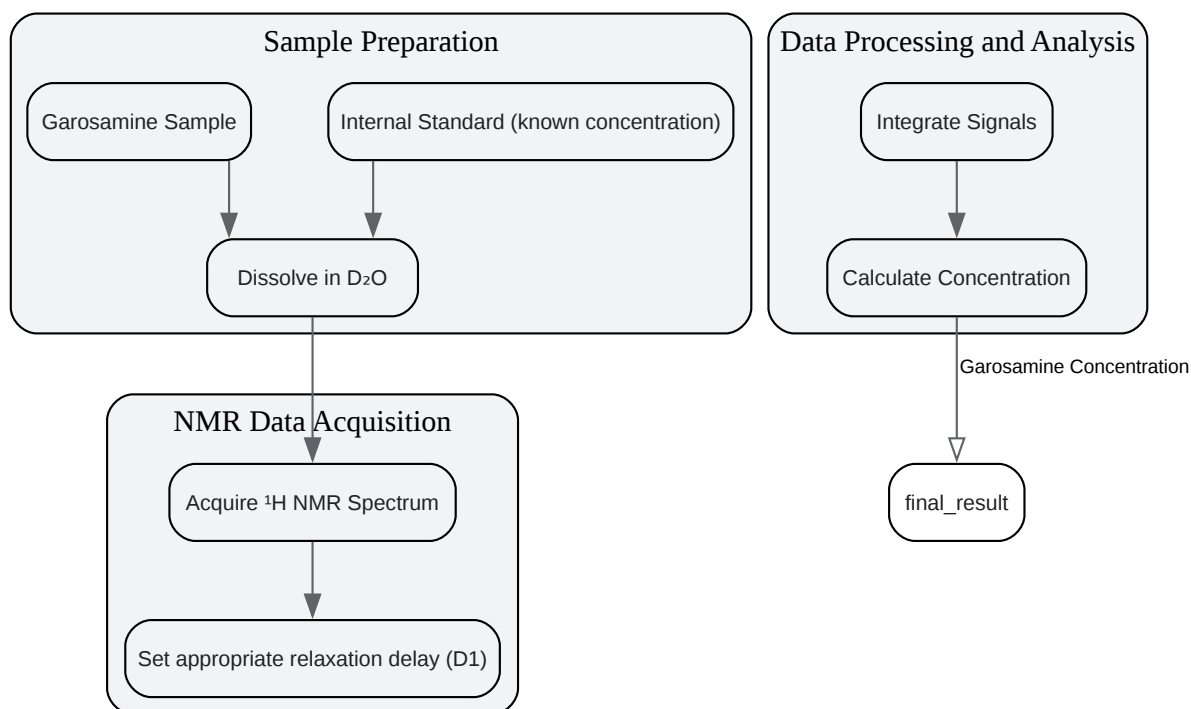 Sample Preparation
Garosamine Sample
Internal Standard (known concentration)
Dissolve in D₂O
NMR Data Acquisition
Acquire ¹H NMR Spectrum
Set appropriate relaxation delay (D1)
Data Processing and Analysis
Integrate Signals
Calculate Concentration
Garosamine Concentration
final_result